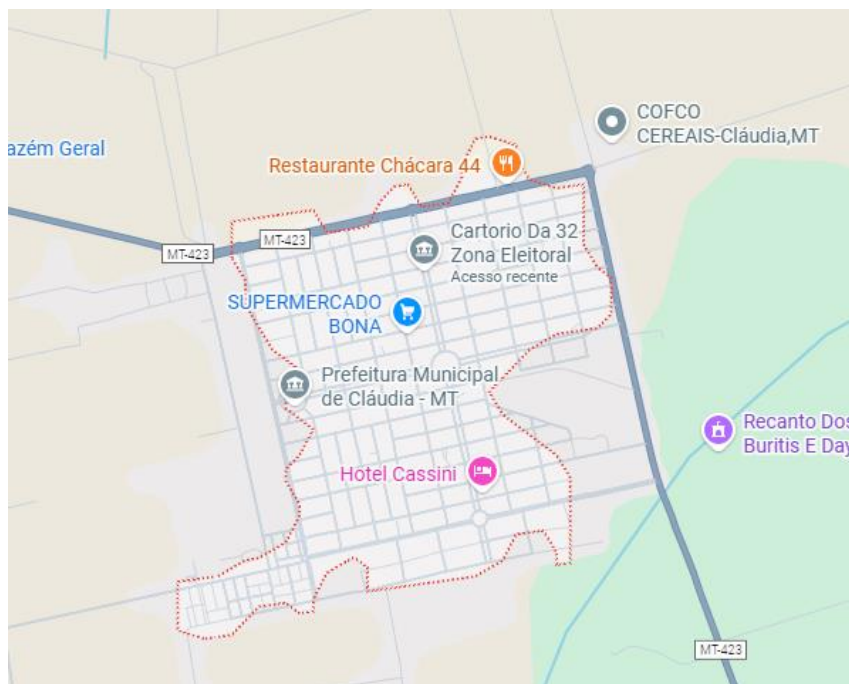 COFCO
CEREAIS-Cláudia,MT
azém Geral
Restaurante Chácara 44
MT-423
MT-423
Cartorio Da 32
Zona Eleitoral
Acesso recente
SUPERMERCADO
BONA
Prefeitura Municipal
de Cláudia - MT
Recanto Dos
Buritis E Day
Hotel Cassini
MT-423